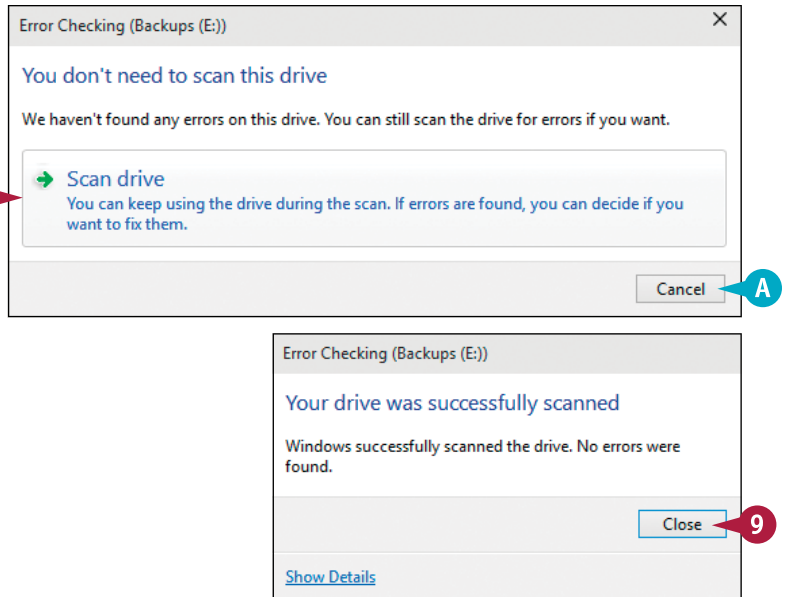 Error Checking (Backups (E:))
You don't need to scan this drive
We haven't found any errors on this drive. You can still scan the drive for errors if you want.
Scan drive
You can keep using the drive during the scan. If errors are found, you can decide if you
want to fix them.
Cancel
A
Error Checking (Backups (E:))
Your drive was successfully scanned
Windows successfully scanned the drive. No errors were
found.
Close
9
Show Details